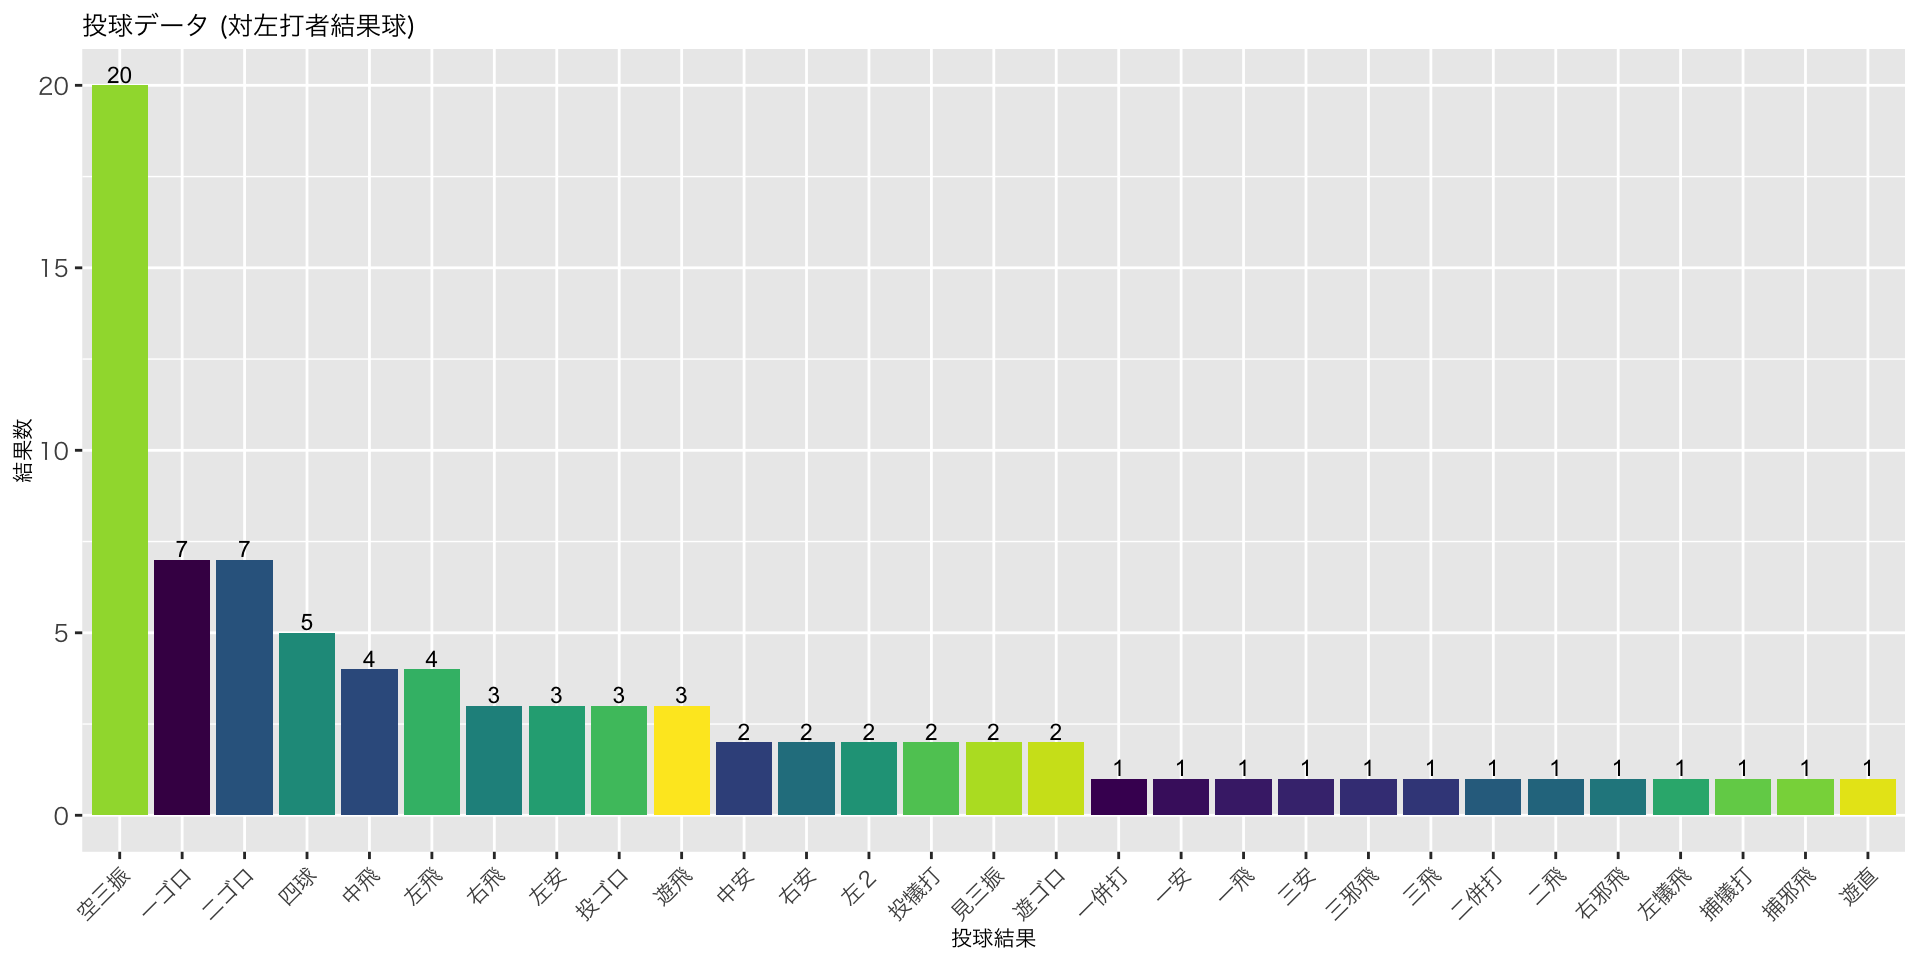 投球データ (対左打者結果球)
結果数
20
15
10
5
0
20
7
7
5
4
4
3
3
3
3
2
2
2
2
2
2
1
1
1
1
1
1
1
1
1
1
1
1
1
空三振
一ゴロ
二ゴロ
四球
中飛
左飛
右飛
左安
投ゴロ
遊飛
中安
右安
左２
投犠打
見三振
遊ゴロ
一併打
一安
一飛
三安
三邪飛
三飛
二併打
二飛
右邪飛
左犠飛
捕犠打
捕邪飛
遊直
投球結果